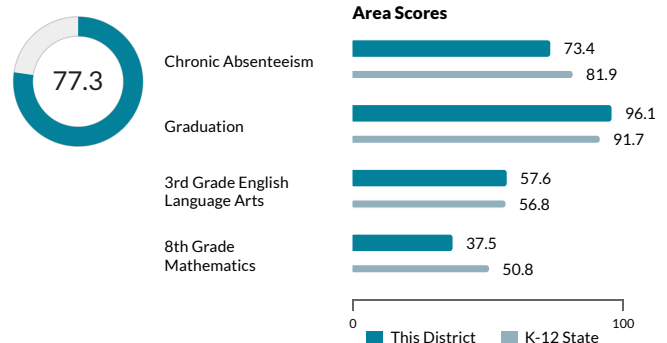 Area Scores
77.3
Chronic Absenteeism
73.4
81.9
Graduation
96.1
91.7
3rd Grade English
Language Arts
57.6
56.8
8th Grade
Mathematics
37.5
50.8
0
100
This District
K-12 State